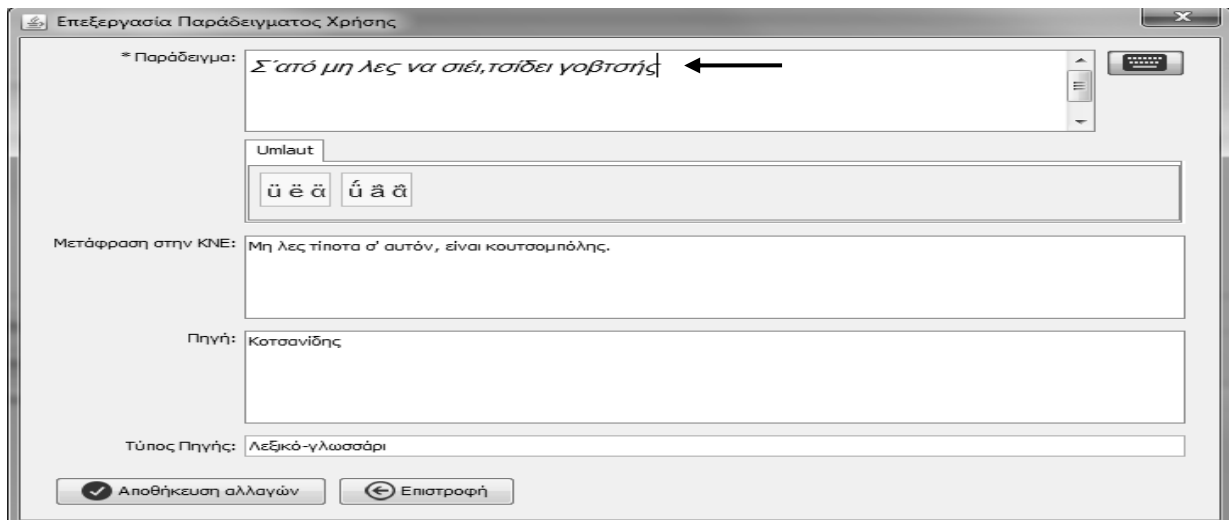 Επεξεργασία Παράδειγματος Χρήσης
* Παράδειγμα: Σ΄ατό μη λες να σιέι,τσίδει γοβτσής
Umlaut
ü ë α̈ ǘ ä́ ά̈
Μετάφραση στην ΚΝΕ: Μη λες τίποτα σ' αυτόν, είναι κουτσομπόλης.
Πηγή: Κοτσανίδης
Τύπος Πηγής: Λεξικό-γλωσσάρι
Αποθήκευση αλλαγών Επιστροφή